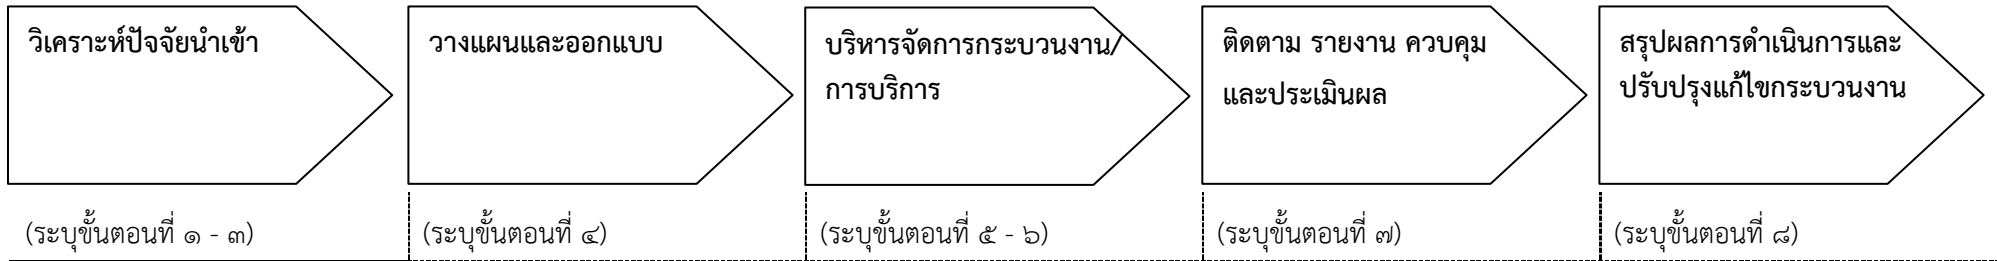 วิเคราะห์ปัจจัยนำเข้า
วางแผนและออกแบบ
บริหารจัดการกระบวนงาน/
การบริการ
ติดตาม รายงาน ควบคุม
และประเมินผล
สรุปผลการดำเนินการและ
ปรับปรุงแก้ไขกระบวนงาน
(ระบุขั้นตอนที่ ๑ - ๓)
(ระบุขั้นตอนที่ ๔)
(ระบุขั้นตอนที่ ๕ - ๖)
(ระบุขั้นตอนที่ ๗)
(ระบุขั้นตอนที่ ๘)